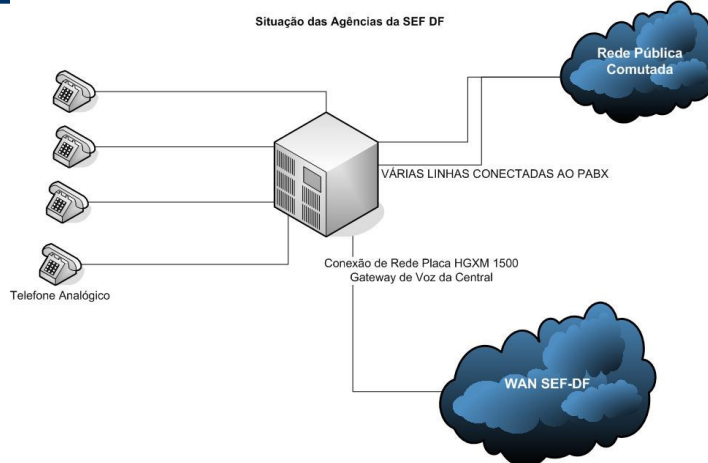 Situação das Agências da SEF DF
Rede Pública
Comutada
VÁRIAS LINHAS CONECTADAS AO PABX
Conexão de Rede Placa HGXM 1500
Gateway de Voz da Central
Telefone Analógico
WAN SEF-DF